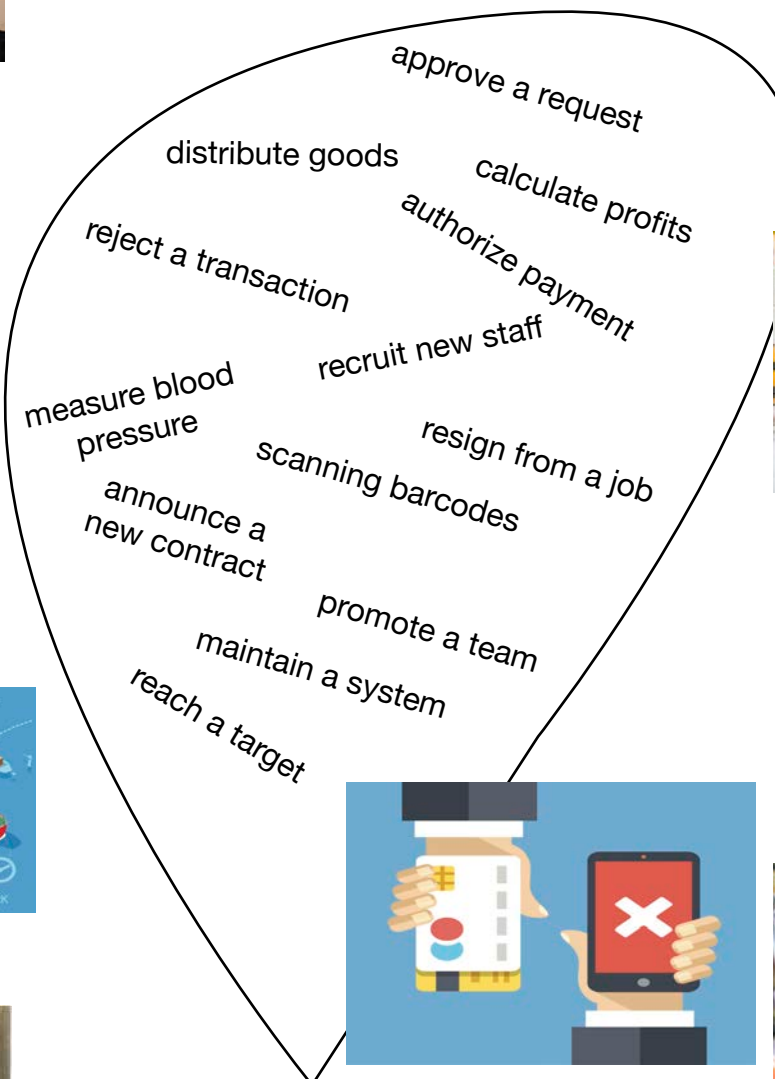 approve a request
distribute goods
calculate profits
authorize payment
reject a transaction
recruit new staff
measure blood
pressure
resign from a job
scanning barcodes
announce a
new contract
promote a team
maintain a system
reach a target